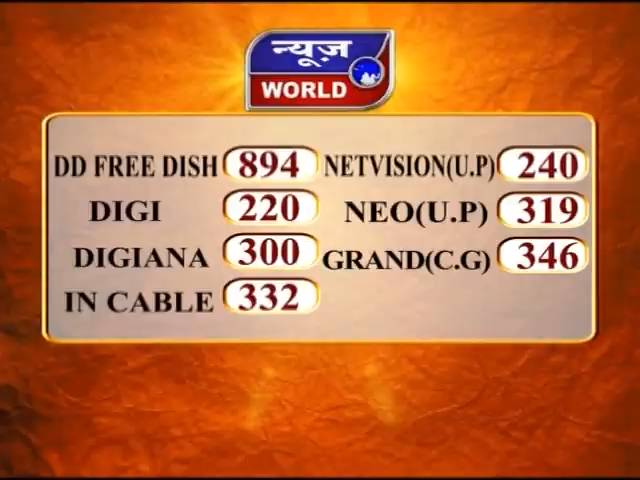 न्यूज़
WORLD
DD FREE DISH 894 NETVISION(U.P) 240
DIGI 220 NEO(U.P) 319
DIGIANA 300 GRAND(C.G) 346
IN CABLE 332